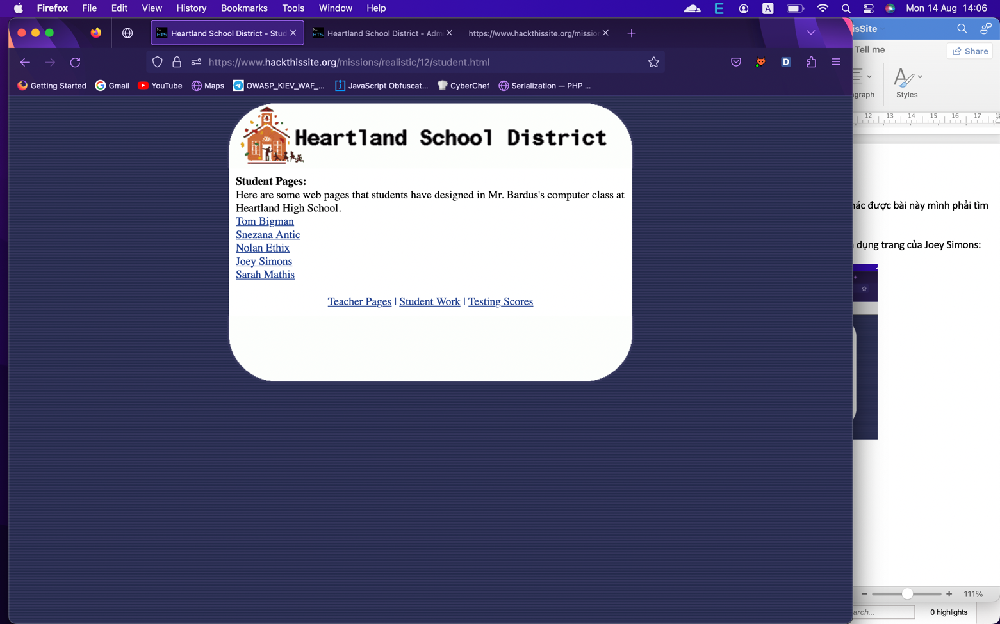 Firefox File Edit View History Bookmarks Tools Window Help Mon 14 Aug 14:06
Heartland School District - Stud
Heartland School District - Adm
https://www.hackthissite.org/mission
isSite
https://www.hackthissite.org/missions/realistic/12/student.html
Tell me
Share
Getting Started
Gmail
YouTube
Maps
OWASP_KIEV_WAF_...
JavaScript Obfuscat...
CyberChef
Serialization — PHP ...
Styles
12 13 14 15 16 17
Heartland School District
Student Pages:
Here are some web pages that students have designed in Mr. Bardus's computer class at
Heartland High School.
Tom Bigman
Snezana Antic
Nolan Ethix
Joey Simons
Sarah Mathis
Teacher Pages | Student Work | Testing Scores
được bài này mình phải tìm
dụng trang của Joey Simons:
111%
0 highlights